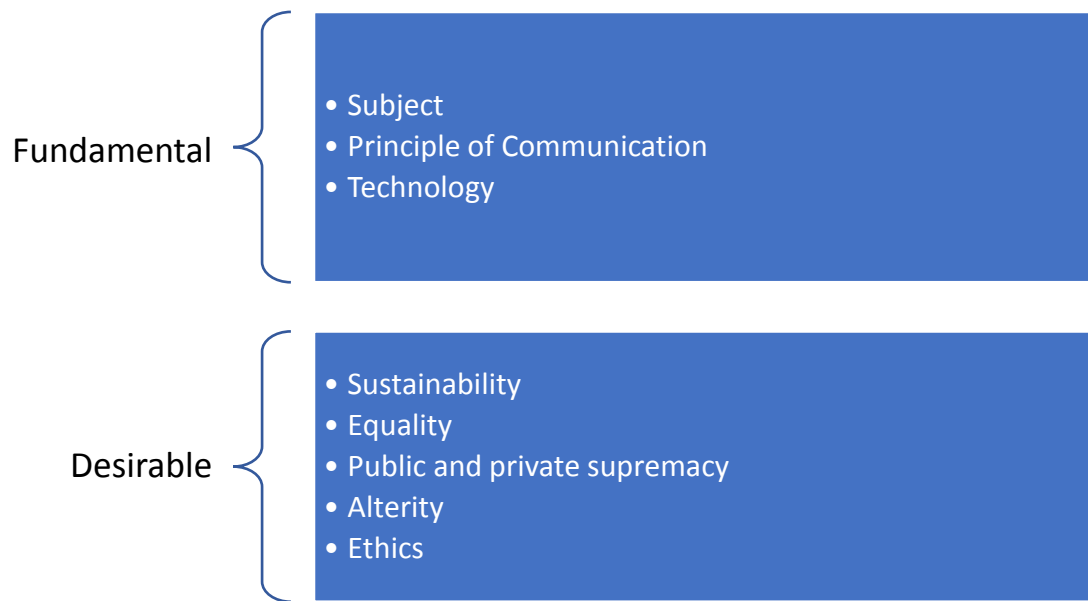 Fundamental
• Subject
• Principle of Communication
• Technology
Desirable
• Sustainability
• Equality
• Public and private supremacy
• Alterity
• Ethics